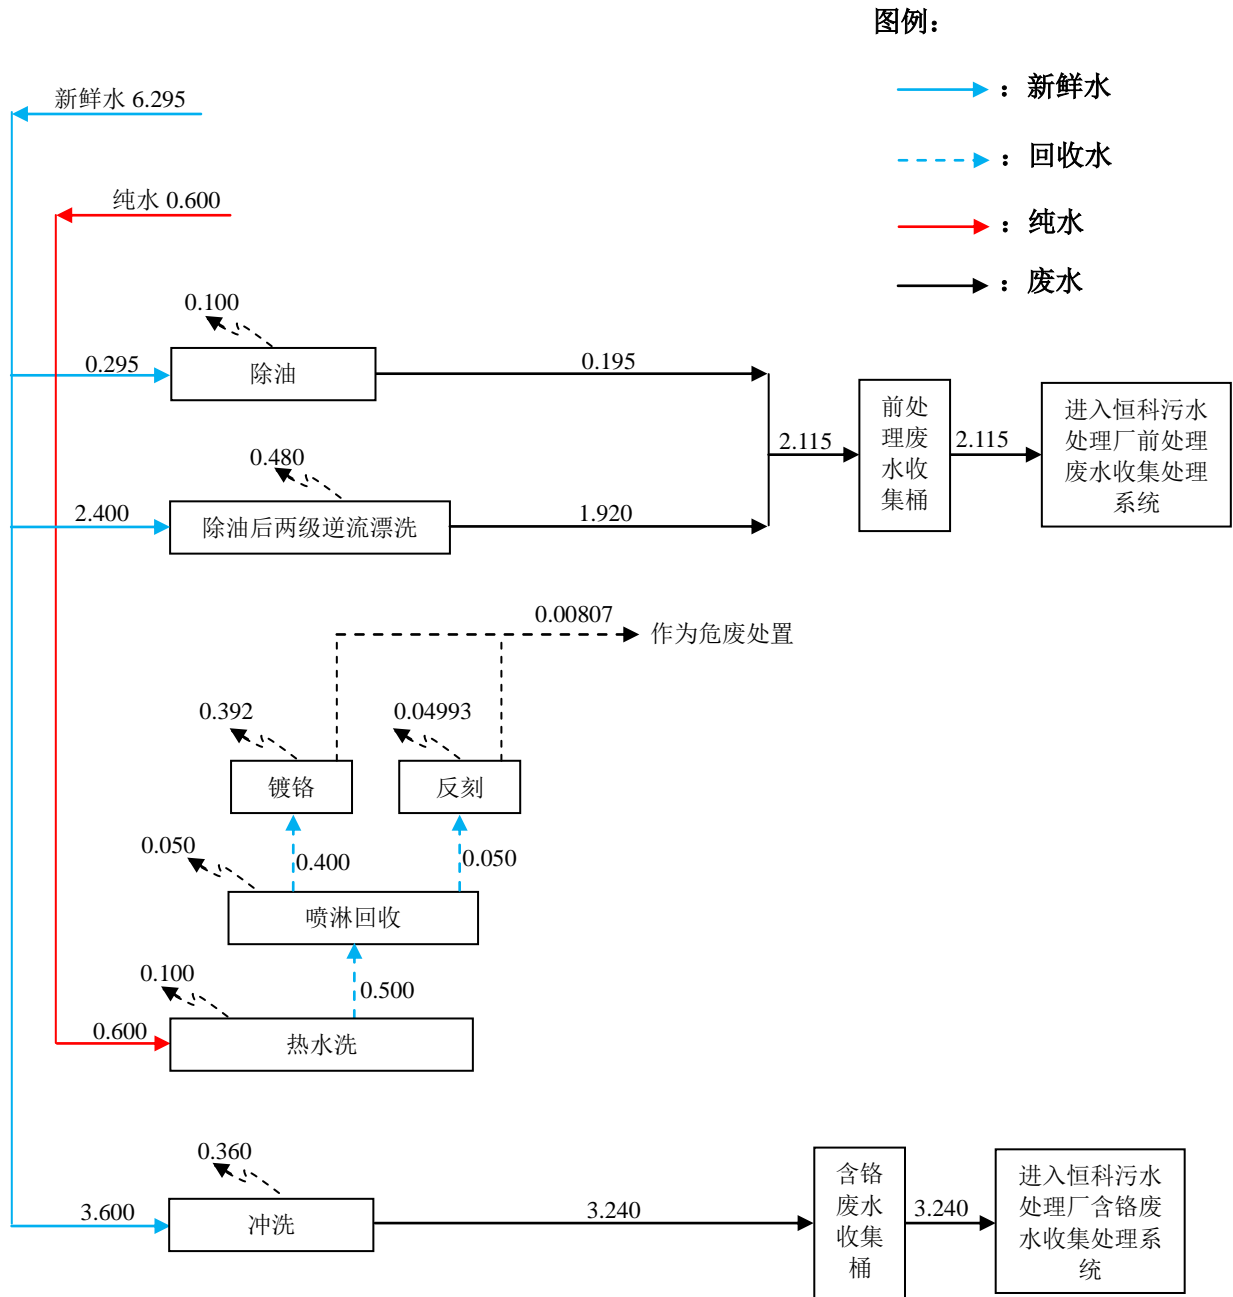 图例：
：新鲜水
：回收水
：纯水
：废水
新鲜水 6.295
纯水 0.600
0.100
0.295
除油
0.195
0.480
2.400
除油后两级逆流漂洗
1.920
2.115
前处
理废
水收
集桶
2.115
进入恒科污水
处理厂前处理
废水收集处理
系统
0.00807
作为危废处置
0.392
0.04993
镀铬
反刻
0.050
0.400
0.050
喷淋回收
0.100
0.500
0.600
热水洗
0.360
3.600
冲洗
3.240
含铬
废水
收集
桶
3.240
进入恒科污水
处理厂含铬废
水收集处理系
统